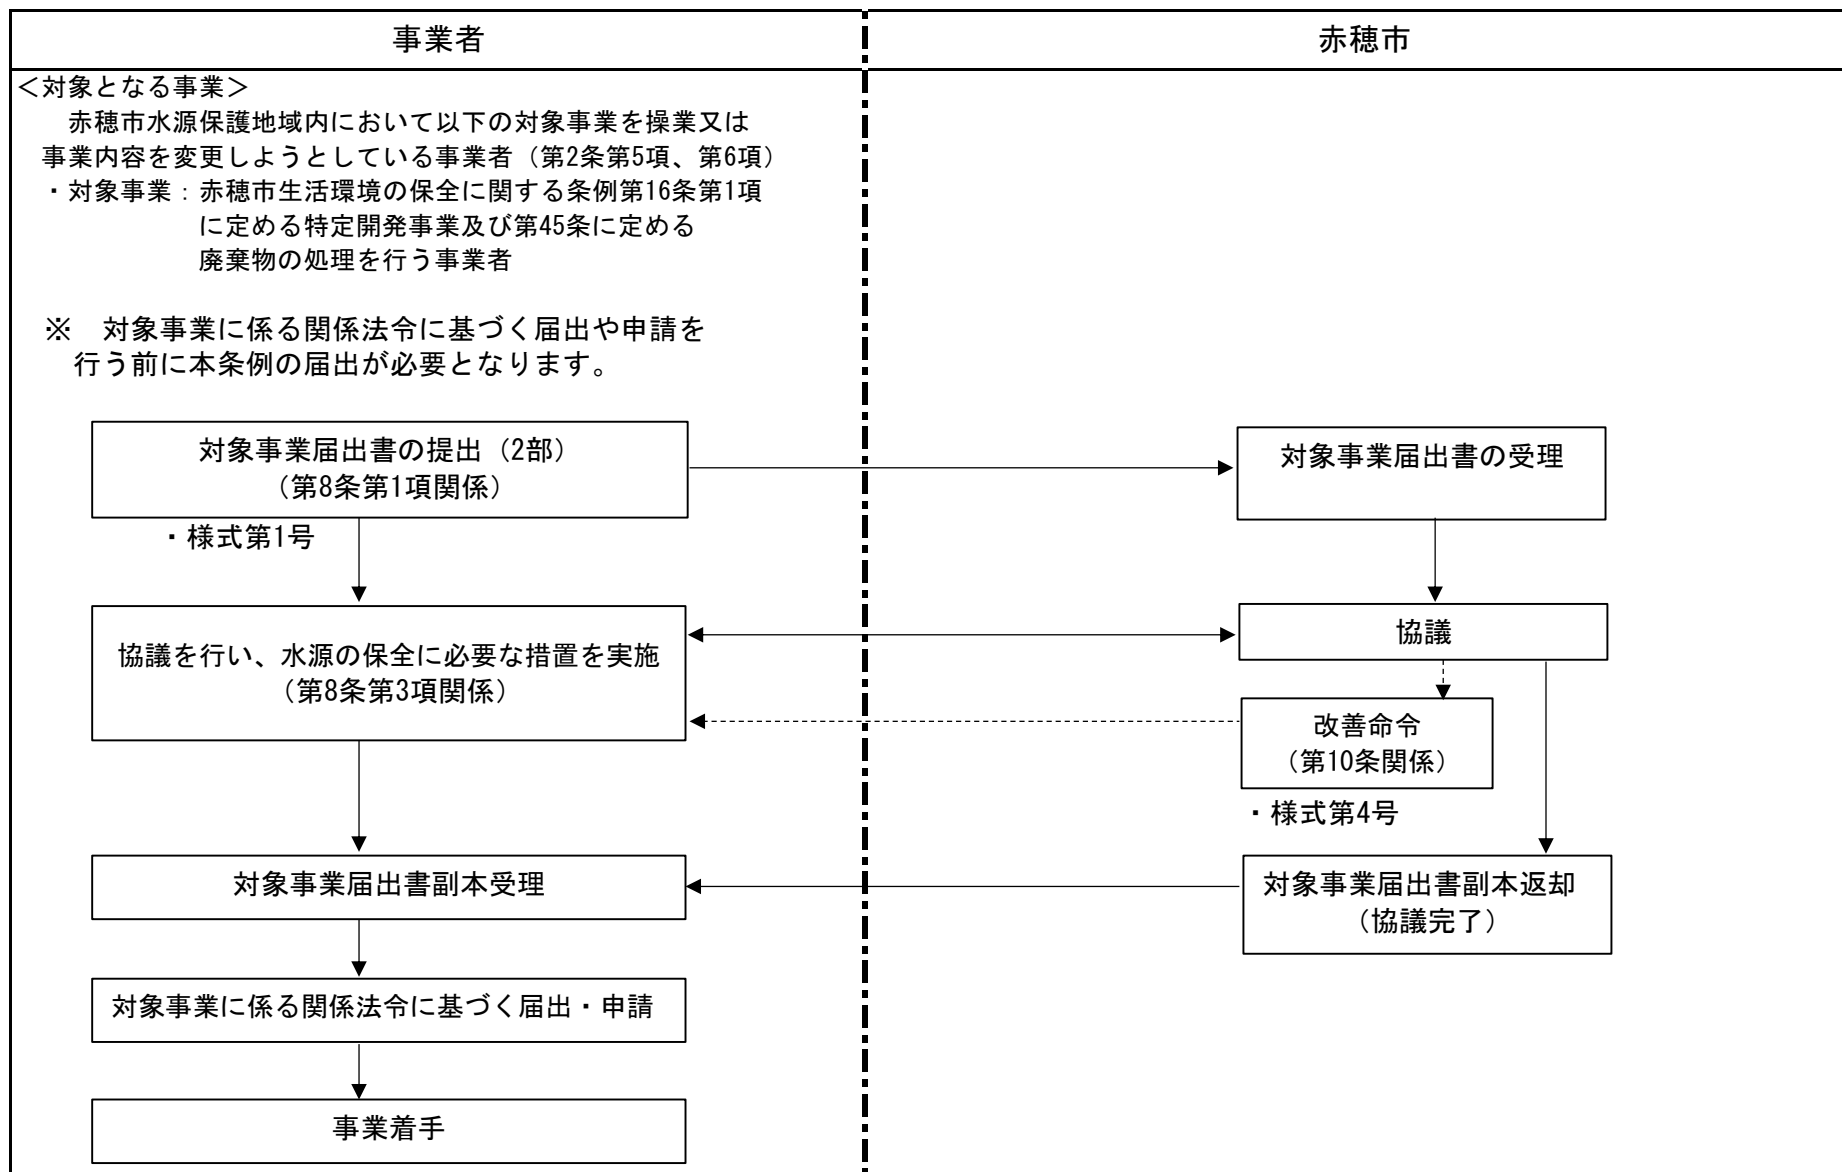 事業者
赤穂市
＜対象となる事業＞
赤穂市水源保護地域内において以下の対象事業を操業又は
事業内容を変更しようとしている事業者（第2条第5項、第6項）
・対象事業：赤穂市生活環境の保全に関する条例第16条第1項
に定める特定開発事業及び第45条に定める
廃棄物の処理を行う事業者
※　対象事業に係る関係法令に基づく届出や申請を
行う前に本条例の届出が必要となります。
対象事業届出書の提出（2部）
（第8条第1項関係）
対象事業届出書の受理
・様式第1号
協議を行い、水源の保全に必要な措置を実施
（第8条第3項関係）
協議
改善命令
（第10条関係）
・様式第4号
対象事業届出書副本受理
対象事業届出書副本返却
（協議完了）
対象事業に係る関係法令に基づく届出・申請
事業着手